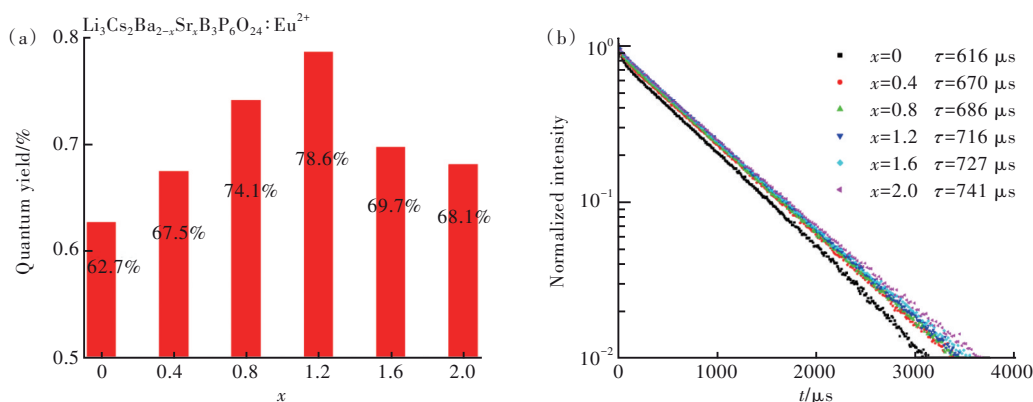 (a)
Li₃Cs₂Ba₂₋ₓSrₓB₃P₆O₂₄:Eu²⁺
Quantum yield/%
0.8
0.7
0.6
0.5
62.7%
67.5%
74.1%
78.6%
69.7%
68.1%
0 0.4 0.8 1.2 1.6 2.0
x
(b)
Normalized intensity
10⁰
10⁻¹
10⁻²
x=0 τ=616 μs
x=0.4 τ=670 μs
x=0.8 τ=686 μs
x=1.2 τ=716 μs
x=1.6 τ=727 μs
x=2.0 τ=741 μs
0 1000 2000 3000 4000
t/μs